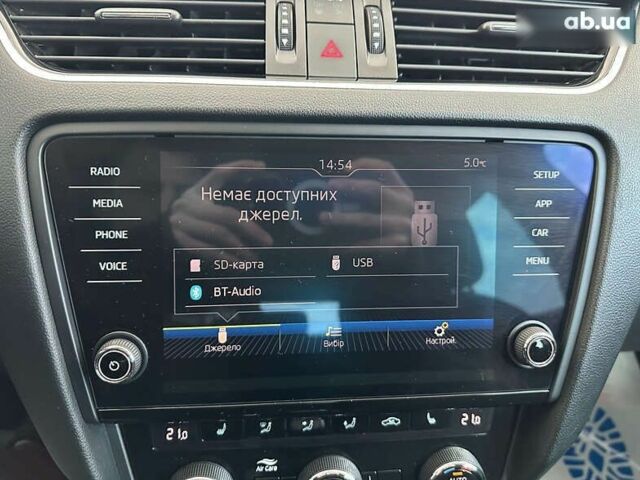 ab.ua
14:54
5.0°C
RADIO
MEDIA
PHONE
VOICE
Немає доступних
джерел.
SD-карта
USB
BT-Audio
Джерело
Вибір
Настрой.
SETUP
APP
CAR
MENU
21.0
21.0
Air Care
AUTO